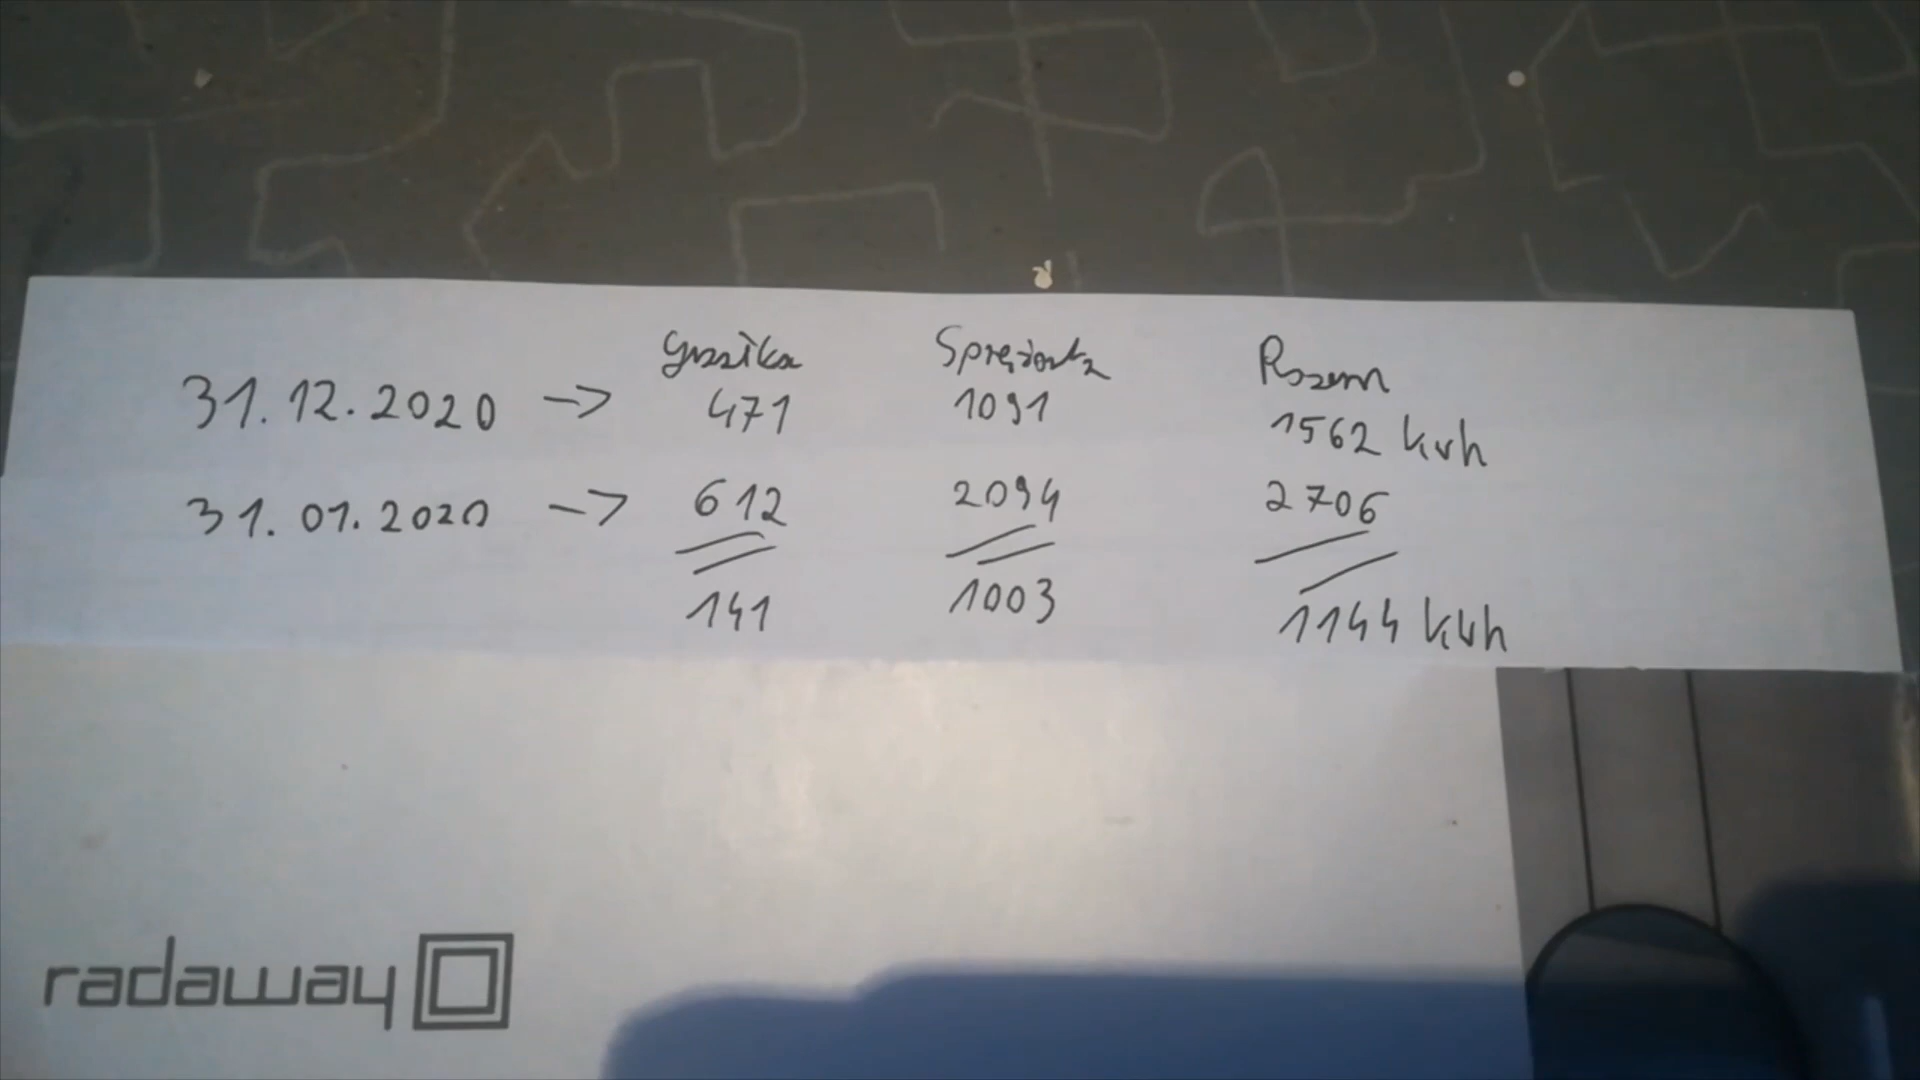 Grzałka Sprężarka Razem
31.12.2020 -> 471 1091 1562 kwh
31.01.2020 -> 612 2094 2706
141 1003 1144 kwh
radaway